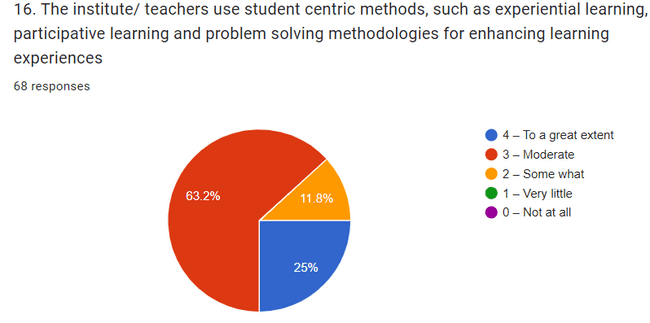 16. The institute/ teachers use student centric methods, such as experiential learning,
participative learning and problem solving methodologies for enhancing learning
experiences
68 responses
4 – To a great extent
3 – Moderate
2 – Some what
1 – Very little
0 – Not at all
63.2%
11.8%
25%